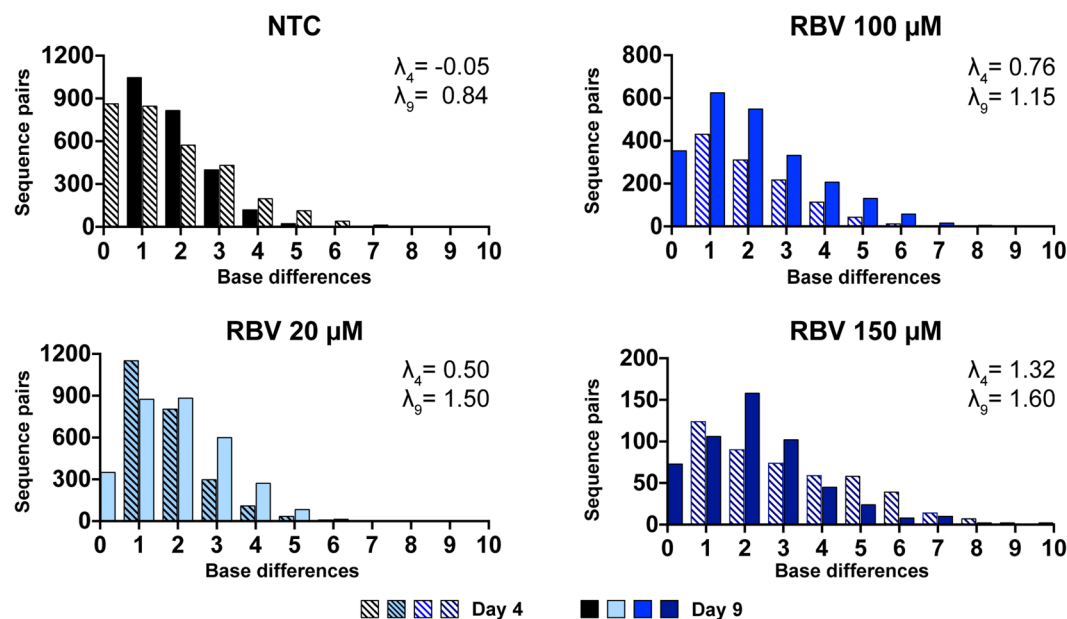 NTC
λ4= -0.05
λ9= 0.84
Sequence pairs
1200
900
600
300
0
0 1 2 3 4 5 6 7 8 9 10
Base differences
RBV 100 µM
λ4= 0.76
λ9= 1.15
Sequence pairs
800
600
400
200
0
0 1 2 3 4 5 6 7 8 9 10
Base differences
RBV 20 µM
λ4= 0.50
λ9= 1.50
Sequence pairs
1200
900
600
300
0
0 1 2 3 4 5 6 7 8 9 10
Base differences
RBV 150 µM
λ4= 1.32
λ9= 1.60
Sequence pairs
200
150
100
50
0
0 1 2 3 4 5 6 7 8 9 10
Base differences
Day 4 Day 9